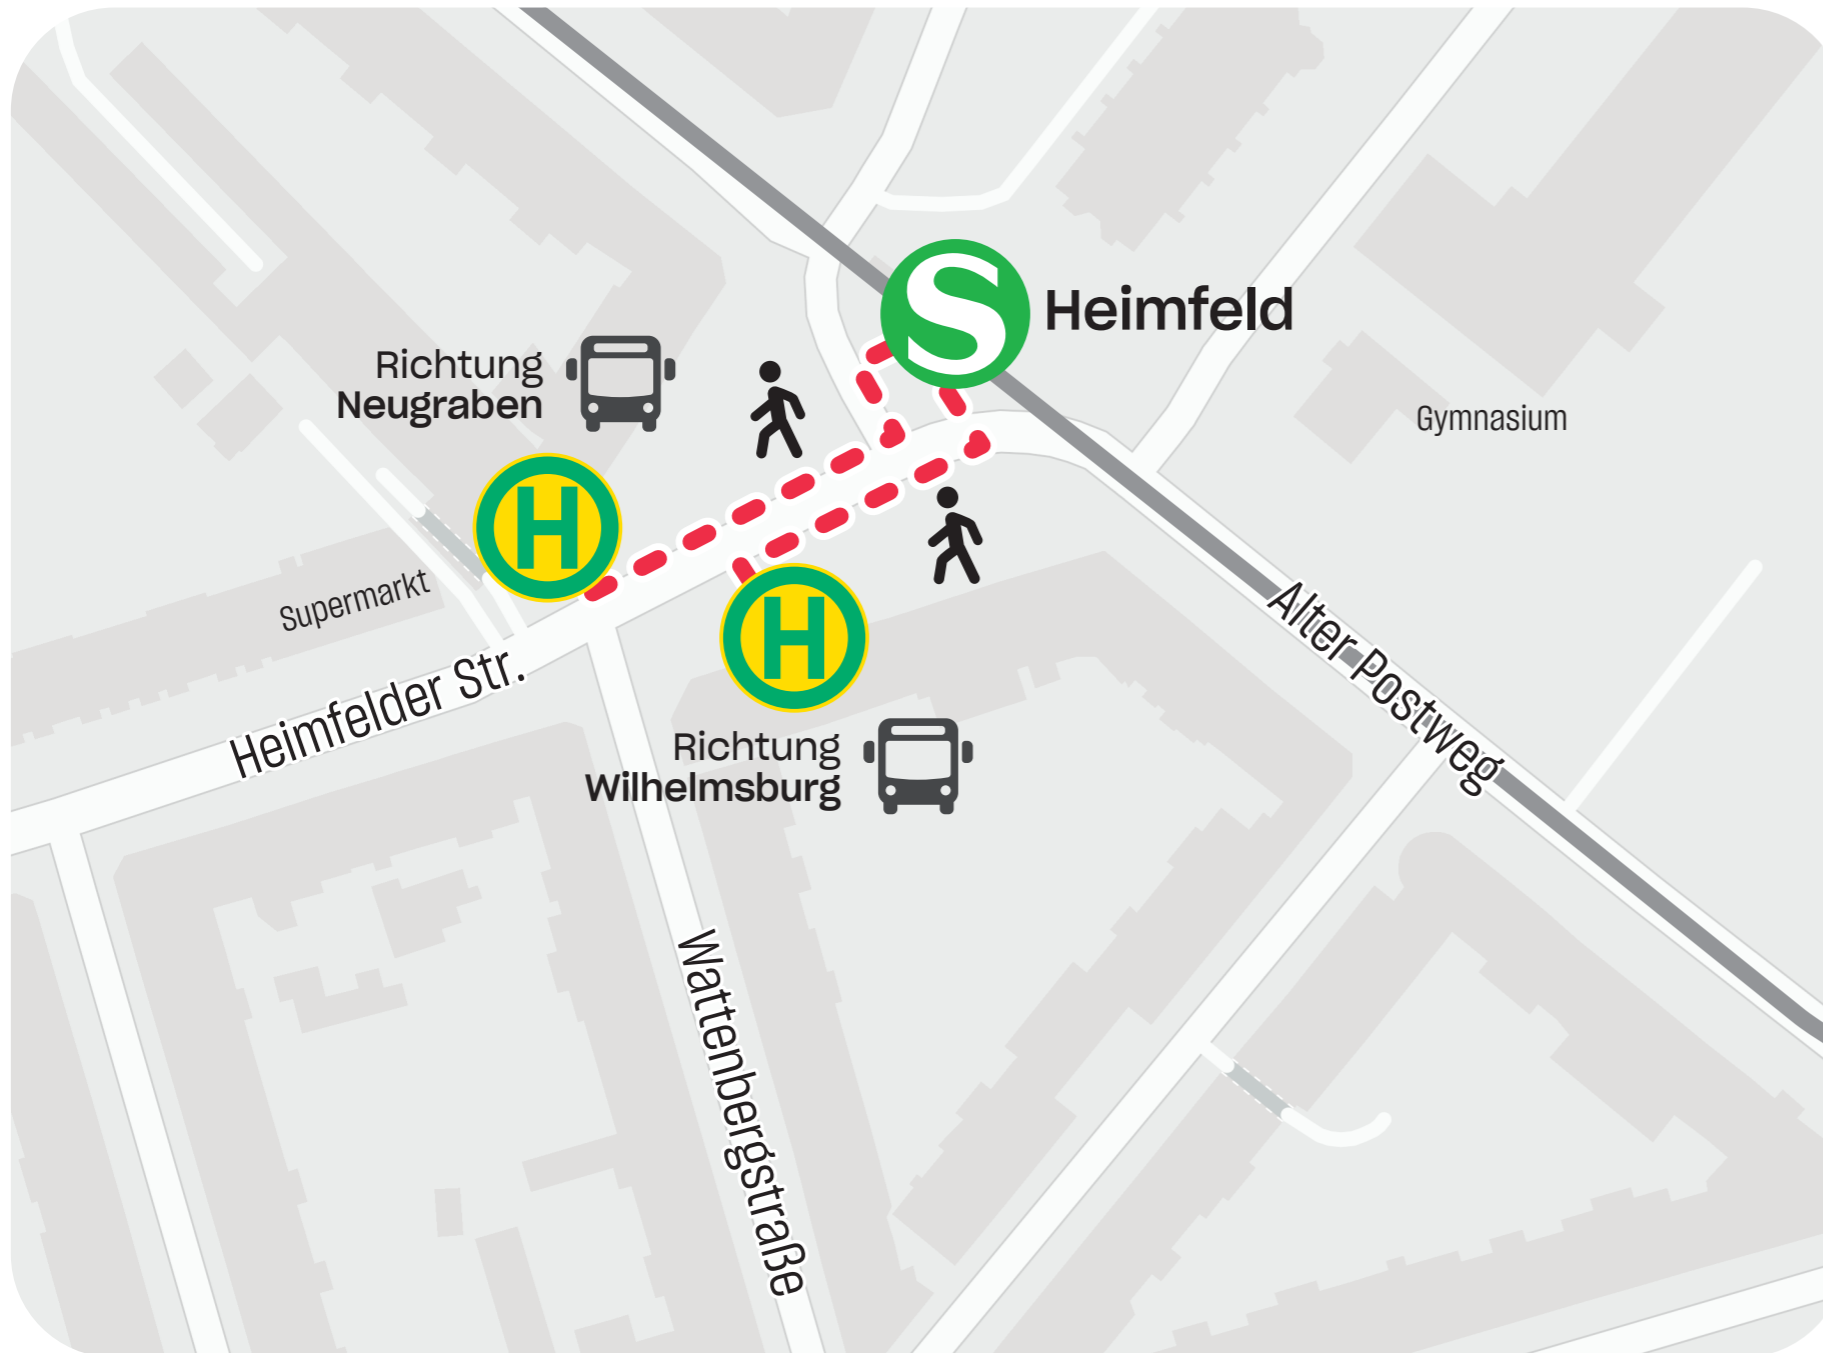 S
Heimfeld
Richtung
Neugraben
Gymnasium
H
Supermarkt
H
Heimfelder Str.
Alter Postweg
Richtung
Wilhelmsburg
Wattenbergstraße